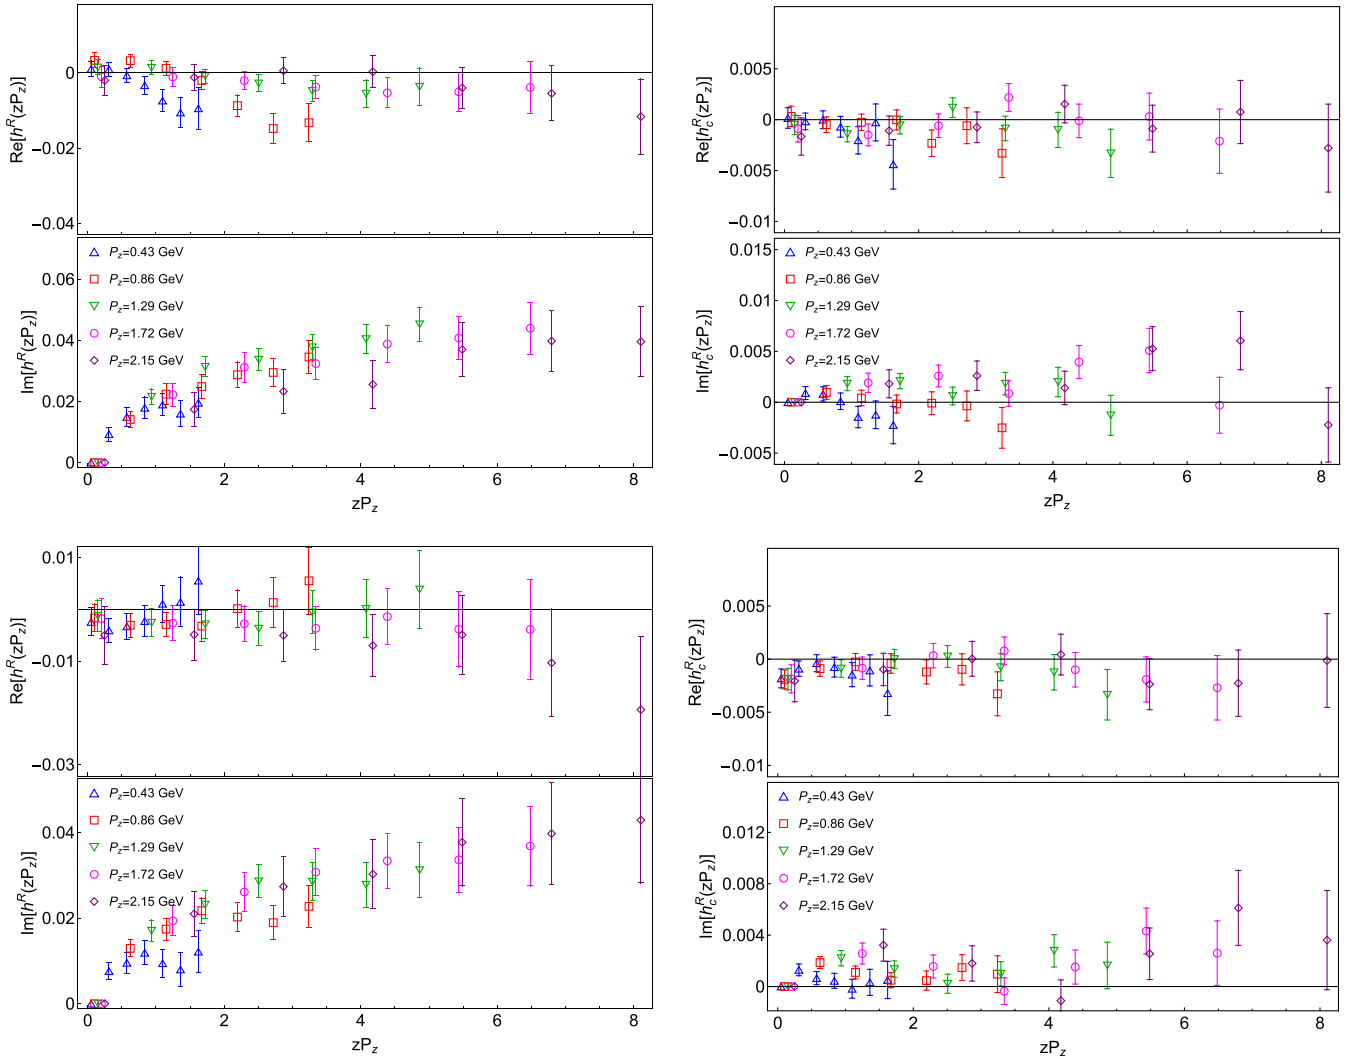 Re[h^R(zP_z)]
0
−0.02
−0.04
Im[h^R(zP_z)]
0.06
0.04
0.02
0
P_z=0.43 GeV
P_z=0.86 GeV
P_z=1.29 GeV
P_z=1.72 GeV
P_z=2.15 GeV
0 2 4 6 8
zP_z
Re[h_c^R(zP_z)]
0.005
0
−0.005
−0.01
Im[h_c^R(zP_z)]
0.015
0.010
0.005
0
−0.005
P_z=0.43 GeV
P_z=0.86 GeV
P_z=1.29 GeV
P_z=1.72 GeV
P_z=2.15 GeV
0 2 4 6 8
zP_z
Re[h^R(zP_z)]
0.01
0
−0.01
−0.03
Im[h^R(zP_z)]
0.04
0.02
0
P_z=0.43 GeV
P_z=0.86 GeV
P_z=1.29 GeV
P_z=1.72 GeV
P_z=2.15 GeV
0 2 4 6 8
zP_z
Re[h_c^R(zP_z)]
0.005
0
−0.005
−0.01
Im[h_c^R(zP_z)]
0.012
0.008
0.004
0
P_z=0.43 GeV
P_z=0.86 GeV
P_z=1.29 GeV
P_z=1.72 GeV
P_z=2.15 GeV
0 2 4 6 8
zP_z